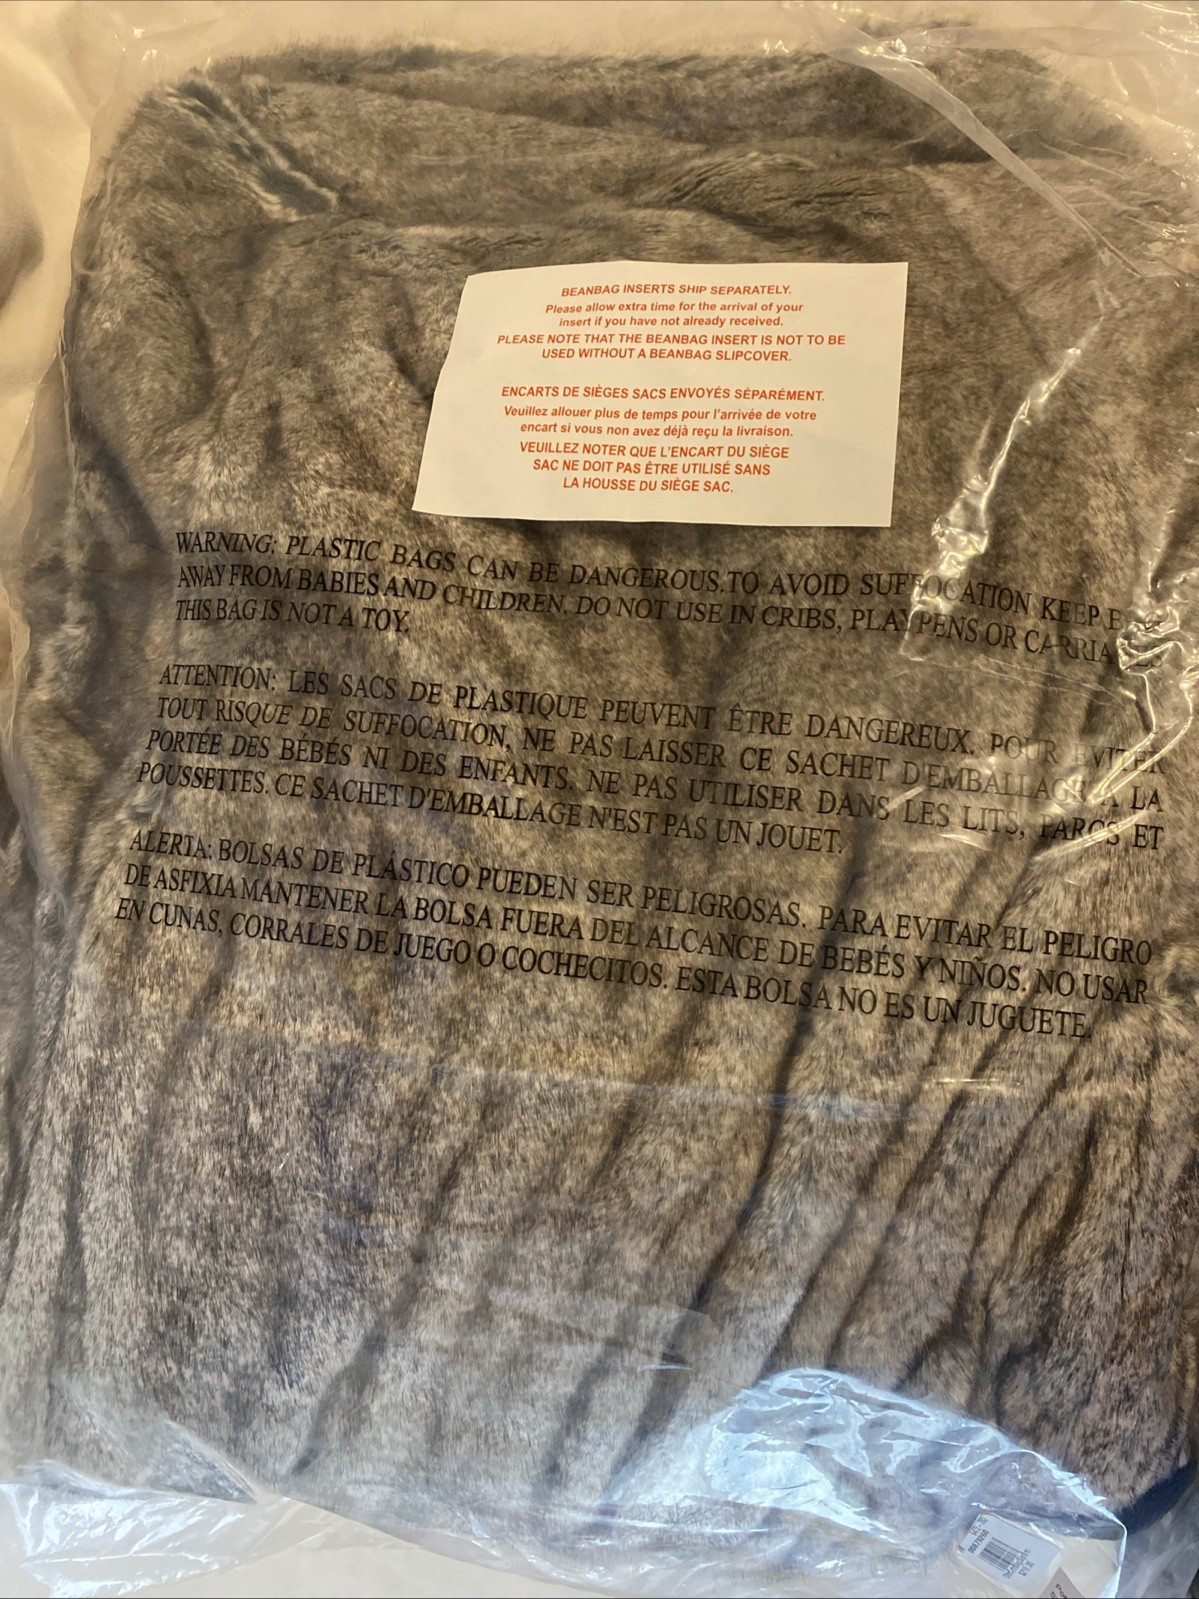 BEANBAG INSERTS SHIP SEPARATELY.
Please allow extra time for the arrival of your
insert if you have not already received.
PLEASE NOTE THAT THE BEANBAG INSERT IS NOT TO BE
USED WITHOUT A BEANBAG SLIPCOVER.
ENCARTS DE SIÈGES SACS ENVOYÉS SÉPARÉMENT.
Veuillez allouer plus de temps pour l'arrivée de votre
encart si vous non avez déjà reçu la livraison.
VEUILLEZ NOTER QUE L'ENCART DU SIÈGE
SAC NE DOIT PAS ÊTRE UTILISÉ SANS
LA HOUSSE DU SIÈGE SAC.
WARNING: PLASTIC BAGS CAN BE DANGEROUS.TO AVOID SUFFOCATION KEEP
AWAY FROM BABIES AND CHILDREN. DO NOT USE IN CRIBS, PLAYPENS OR CARRIAGES
THIS BAG IS NOT A TOY.
ATTENTION: LES SACS DE PLASTIQUE PEUVENT ÊTRE DANGEREUX. POUR EVITER
TOUT RISQUE DE SUFFOCATION, NE PAS LAISSER CE SACHET D'EMBALLAGE A LA
PORTÉE DES BÉBÉS NI DES ENFANTS. NE PAS UTILISER DANS LES LITS, PARCS ET
POUSSETTES. CE SACHET D'EMBALLAGE N'EST PAS UN JOUET.
ALERTA: BOLSAS DE PLÁSTICO PUEDEN SER PELIGROSAS. PARA EVITAR EL PELIGRO
DE ASFIXIA MANTENER LA BOLSA FUERA DEL ALCANCE DE BEBÉS Y NIÑOS. NO USAR
EN CUNAS, CORRALES DE JUEGO O COCHECITOS. ESTA BOLSA NO ES UN JUGUETE.